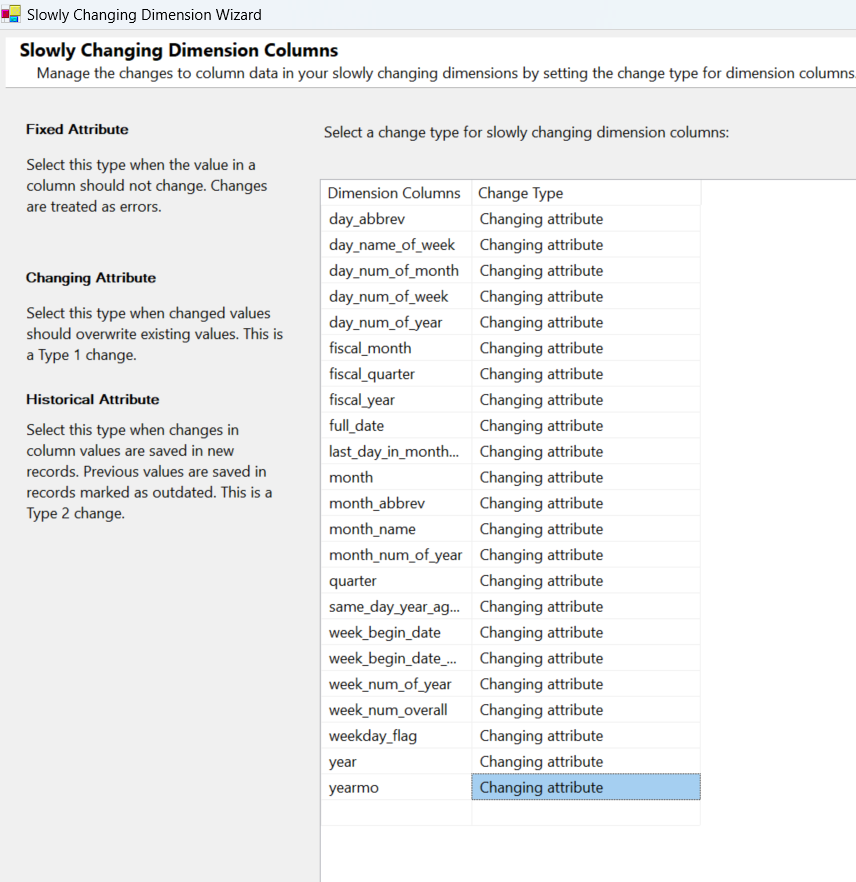 Slowly Changing Dimension Wizard
Slowly Changing Dimension Columns
Manage the changes to column data in your slowly changing dimensions by setting the change type for dimension columns.
Fixed Attribute
Select this type when the value in a
column should not change. Changes
are treated as errors.
Changing Attribute
Select this type when changed values
should overwrite existing values. This is
a Type 1 change.
Historical Attribute
Select this type when changes in
column values are saved in new
records. Previous values are saved in
records marked as outdated. This is a
Type 2 change.
Select a change type for slowly changing dimension columns:
Dimension Columns Change Type
day_abbrev Changing attribute
day_name_of_week Changing attribute
day_num_of_month Changing attribute
day_num_of_week Changing attribute
day_num_of_year Changing attribute
fiscal_month Changing attribute
fiscal_quarter Changing attribute
fiscal_year Changing attribute
full_date Changing attribute
last_day_in_month... Changing attribute
month Changing attribute
month_abbrev Changing attribute
month_name Changing attribute
month_num_of_year Changing attribute
quarter Changing attribute
same_day_year_ag... Changing attribute
week_begin_date Changing attribute
week_begin_date_... Changing attribute
week_num_of_year Changing attribute
week_num_overall Changing attribute
weekday_flag Changing attribute
year Changing attribute
yearmo Changing attribute